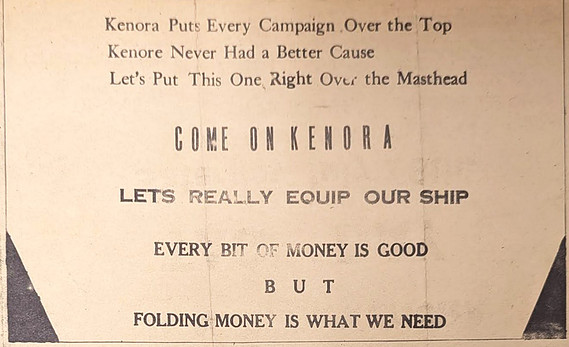 Kenora Puts Every Campaign Over the Top
Kenore Never Had a Better Cause
Let's Put This One Right Over the Masthead
COME ON KENORA
LETS REALLY EQUIP OUR SHIP
EVERY BIT OF MONEY IS GOOD
BUT
FOLDING MONEY IS WHAT WE NEED